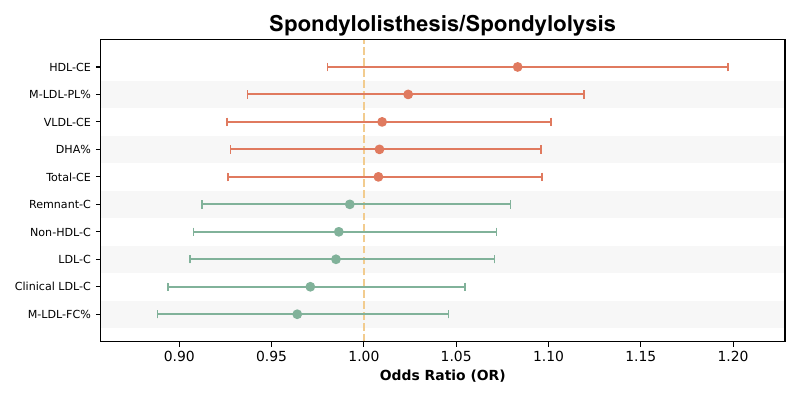 Spondylolisthesis/Spondylolysis
HDL-CE
M-LDL-PL%
VLDL-CE
DHA%
Total-CE
Remnant-C
Non-HDL-C
LDL-C
Clinical LDL-C
M-LDL-FC%
0.90 0.95 1.00 1.05 1.10 1.15 1.20
Odds Ratio (OR)